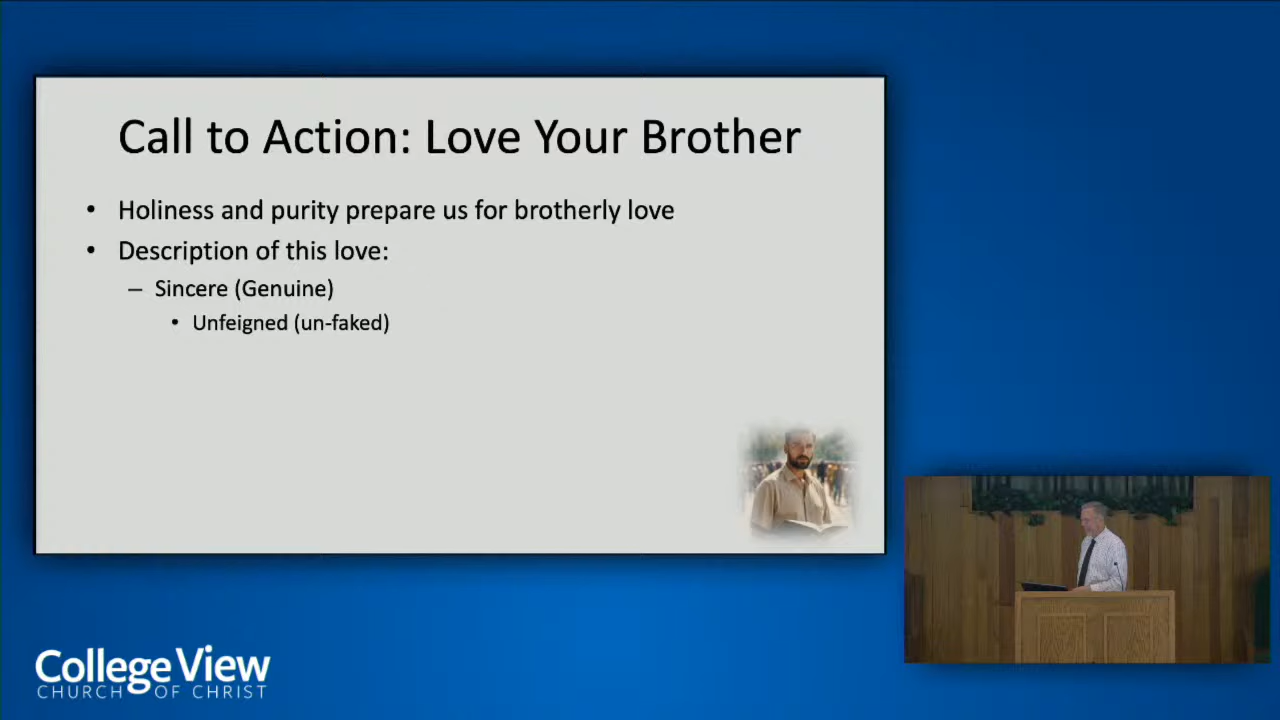 Call to Action: Love Your Brother
• Holiness and purity prepare us for brotherly love
• Description of this love:
– Sincere (Genuine)
• Unfeigned (un-faked)
College View
CHURCH OF CHRIST